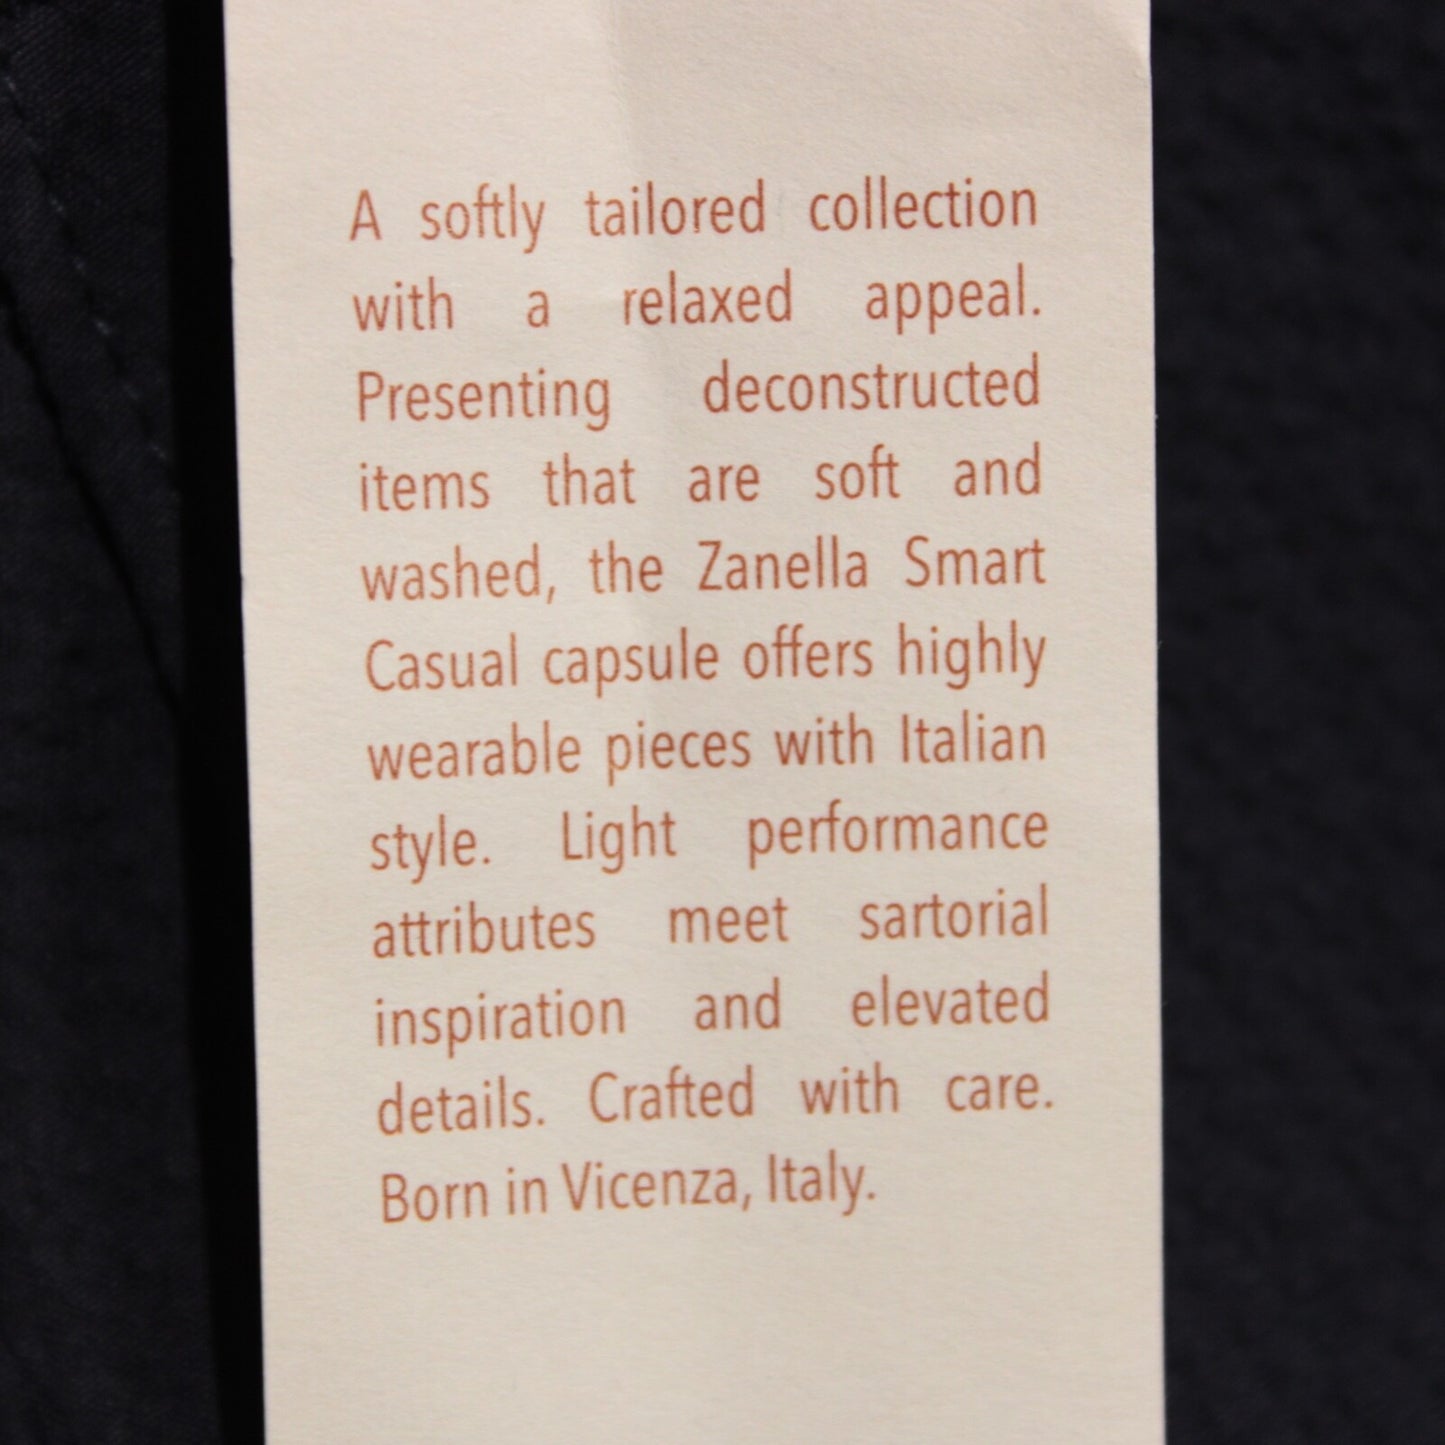 A softly tailored collection
with a relaxed appeal.
Presenting deconstructed
items that are soft and
washed, the Zanella Smart
Casual capsule offers highly
wearable pieces with Italian
style. Light performance
attributes meet sartorial
inspiration and elevated
details. Crafted with care.
Born in Vicenza, Italy.